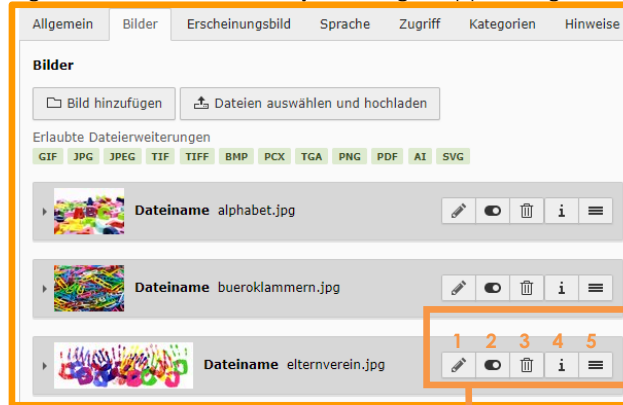 Allgemein Bilder Erscheinungsbild Sprache Zugriff Kategorien Hinweise
Bilder
Bild hinzufügen Dateien auswählen und hochladen
Erlaubte Dateierweiterungen
GIF JPG JPEG TIF TIFF BMP PCX TGA PNG PDF AI SVG
Dateiname alphabet.jpg
Dateiname bueroklammern.jpg
1 2 3 4 5
Dateiname elternverein.jpg